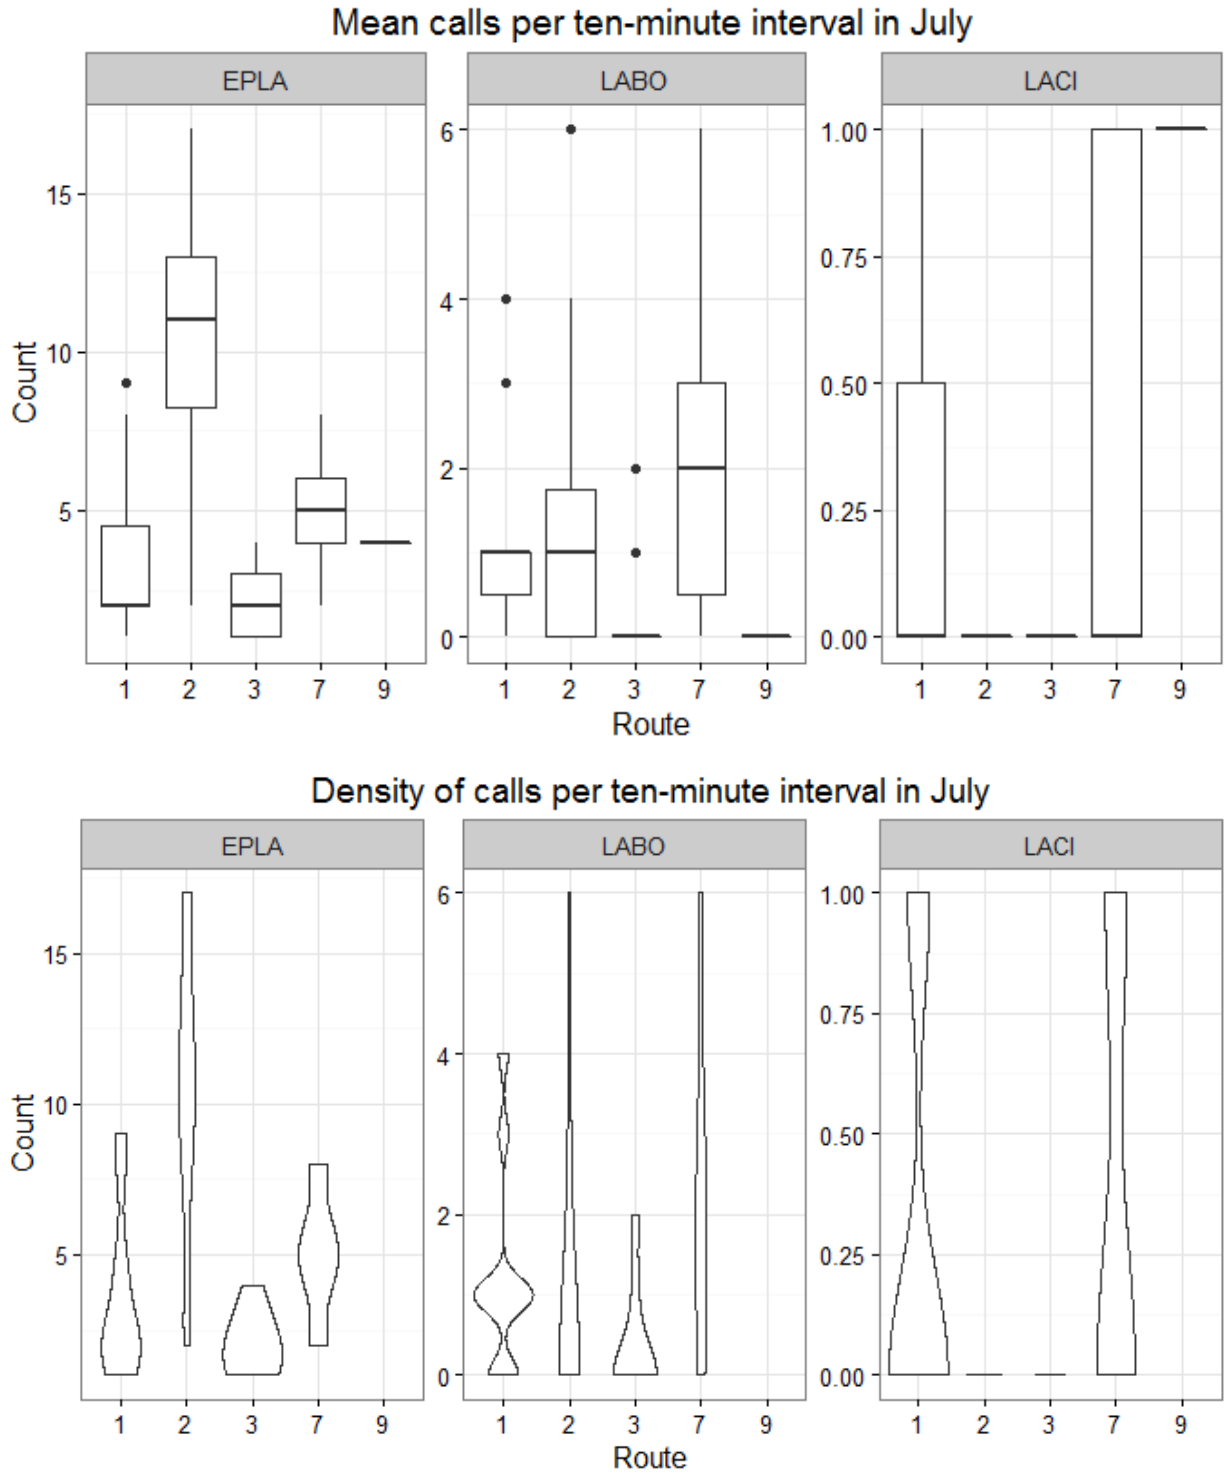 Mean calls per ten-minute interval in July
EPLA LABO LACI
Count
15
10
5
6
4
2
0
1.00
0.75
0.50
0.25
0.00
1 2 3 7 9 1 2 3 7 9 1 2 3 7 9
Route
Density of calls per ten-minute interval in July
EPLA LABO LACI
Count
15
10
5
6
4
2
0
1.00
0.75
0.50
0.25
0.00
1 2 3 7 9 1 2 3 7 9 1 2 3 7 9
Route